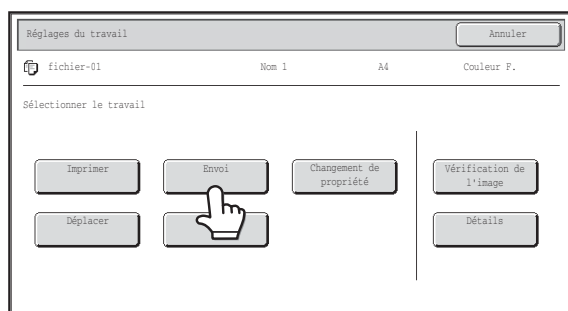 Réglages du travail
Annuler
fichier-01 Nom 1 A4 Couleur F.
Sélectionner le travail
Imprimer
Envoi
Changement de
propriété
Vérification de
l'image
Déplacer
Détails